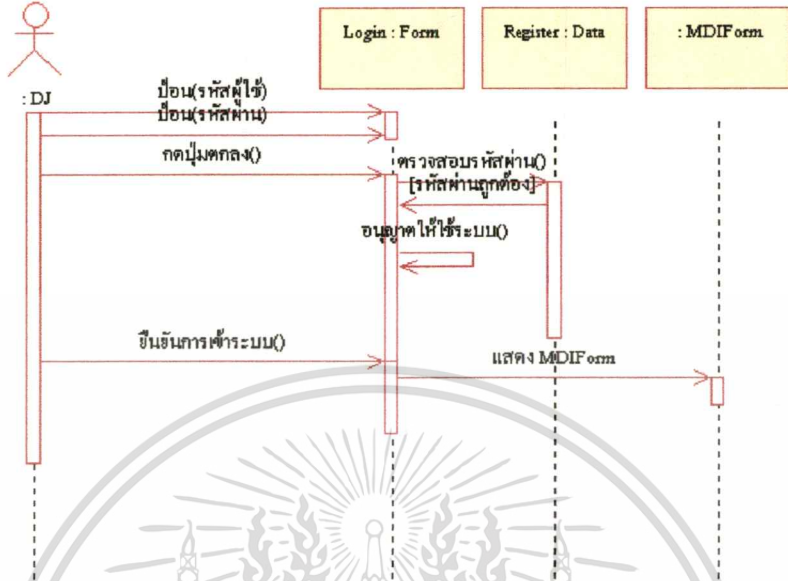 Login : Form
Register : Data
: MDIForm
: DJ
ป้อน(รหัสผู้ใช้)
ป้อน(รหัสผ่าน)
กดปุ่มตกลง()
ตรวจสอบรหัสผ่าน()
[รหัสผ่านถูกต้อง]
อนุญาตให้ใช้ระบบ()
ยืนยันการเข้าระบบ()
แสดง MDIForm